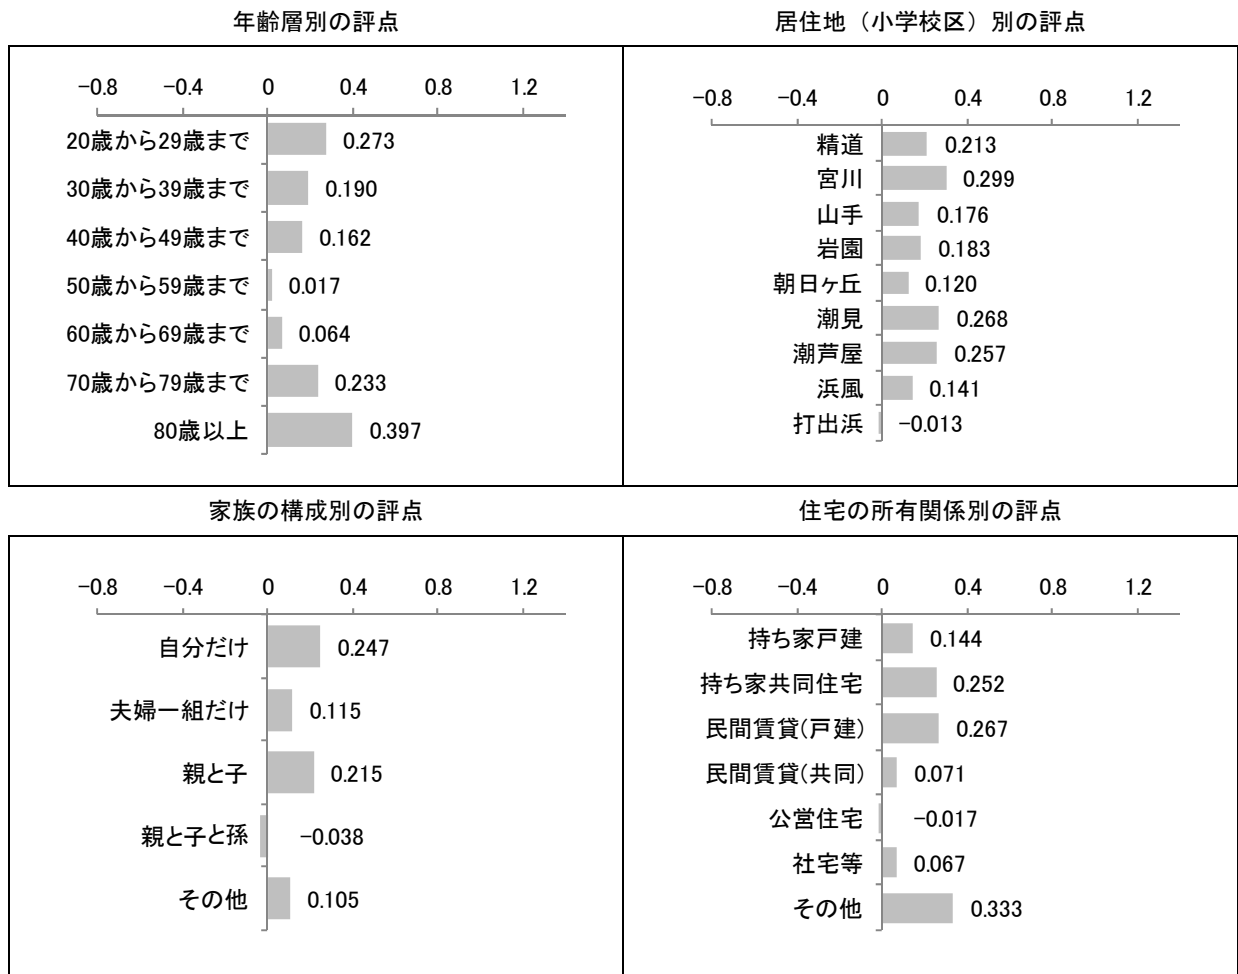 年齢層別の評点
−0.8 −0.4 0 0.4 0.8 1.2
20歳から29歳まで 0.273
30歳から39歳まで 0.190
40歳から49歳まで 0.162
50歳から59歳まで 0.017
60歳から69歳まで 0.064
70歳から79歳まで 0.233
80歳以上 0.397
居住地（小学校区）別の評点
−0.8 −0.4 0 0.4 0.8 1.2
精道 0.213
宮川 0.299
山手 0.176
岩園 0.183
朝日ヶ丘 0.120
潮見 0.268
潮芦屋 0.257
浜風 0.141
打出浜 −0.013
家族の構成別の評点
−0.8 −0.4 0 0.4 0.8 1.2
自分だけ 0.247
夫婦一組だけ 0.115
親と子 0.215
親と子と孫 −0.038
その他 0.105
住宅の所有関係別の評点
−0.8 −0.4 0 0.4 0.8 1.2
持ち家戸建 0.144
持ち家共同住宅 0.252
民間賃貸(戸建) 0.267
民間賃貸(共同) 0.071
公営住宅 −0.017
社宅等 0.067
その他 0.333